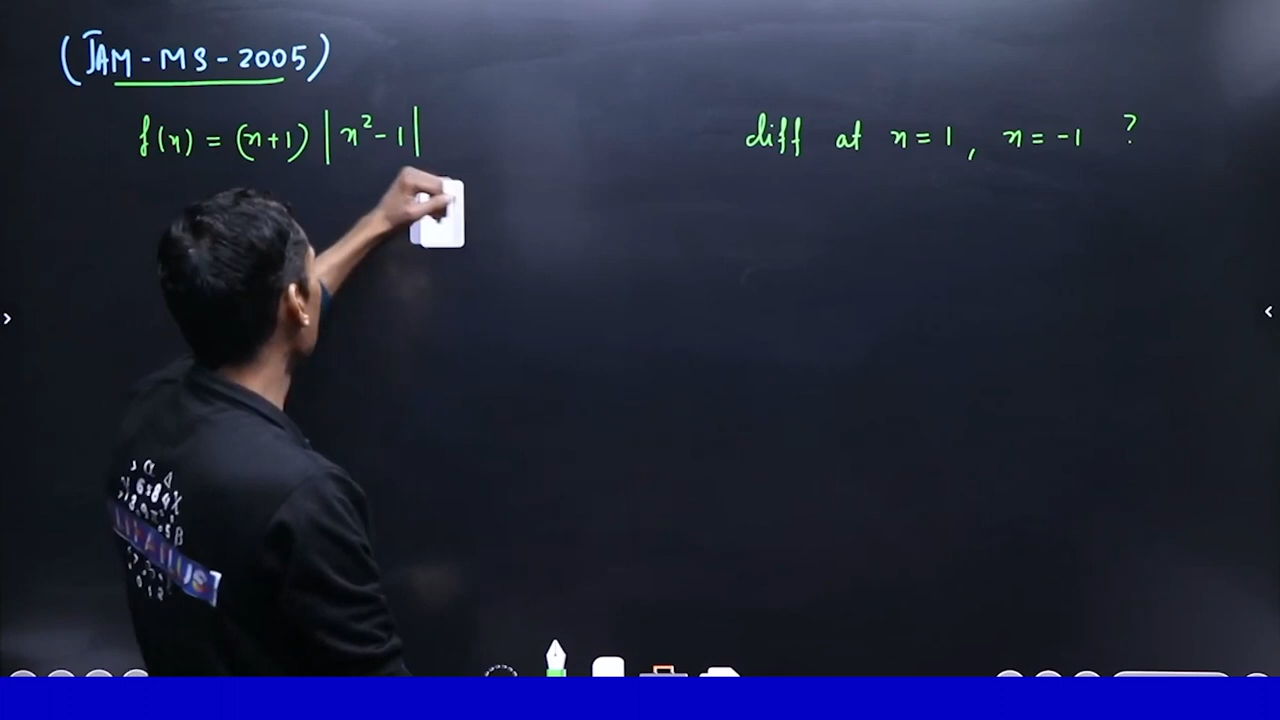 (JAM-MS-2005)
f(x) = (x+1) |x²-1|
diff at x=1, x=-1 ?